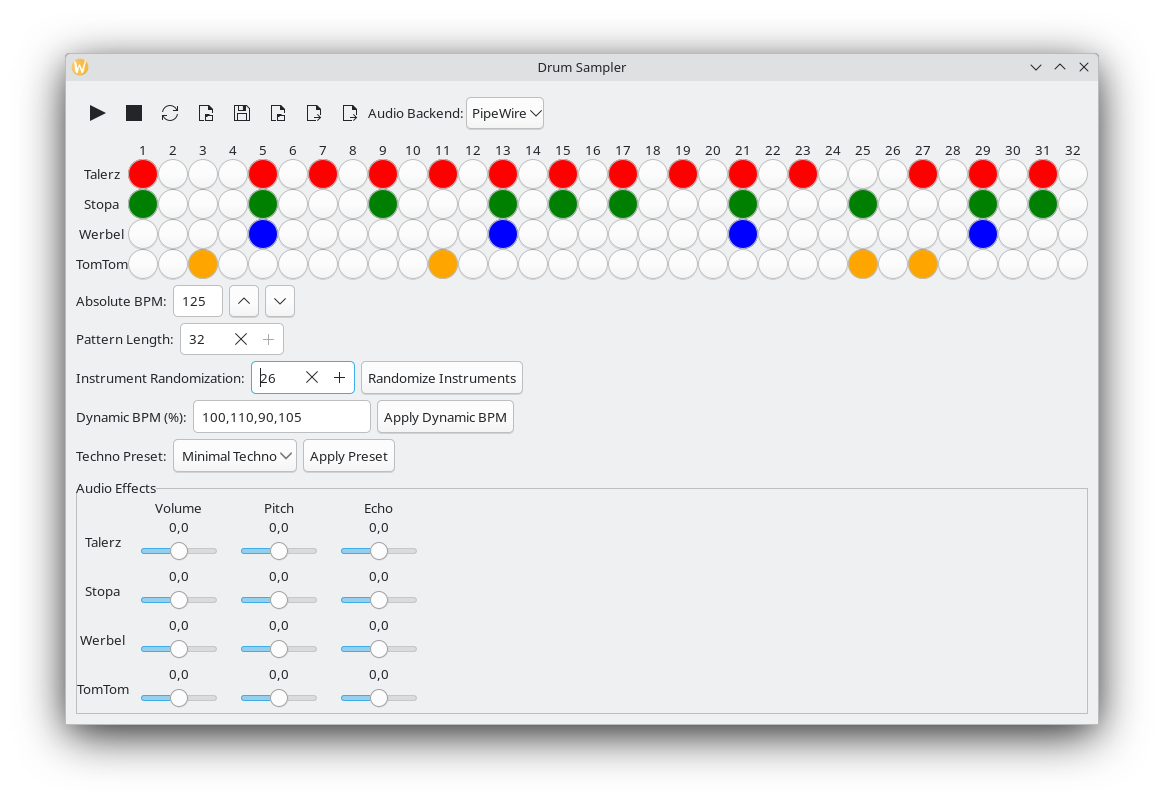 Drum Sampler
Audio Backend: PipeWire
1 2 3 4 5 6 7 8 9 10 11 12 13 14 15 16 17 18 19 20 21 22 23 24 25 26 27 28 29 30 31 32
Talerz
Stopa
Werbel
TomTom
Absolute BPM: 125
Pattern Length: 32
Instrument Randomization: 26 Randomize Instruments
Dynamic BPM (%): 100,110,90,105 Apply Dynamic BPM
Techno Preset: Minimal Techno Apply Preset
Audio Effects
Volume Pitch Echo
0,0 0,0 0,0
Talerz
0,0 0,0 0,0
Stopa
0,0 0,0 0,0
Werbel
0,0 0,0 0,0
TomTom